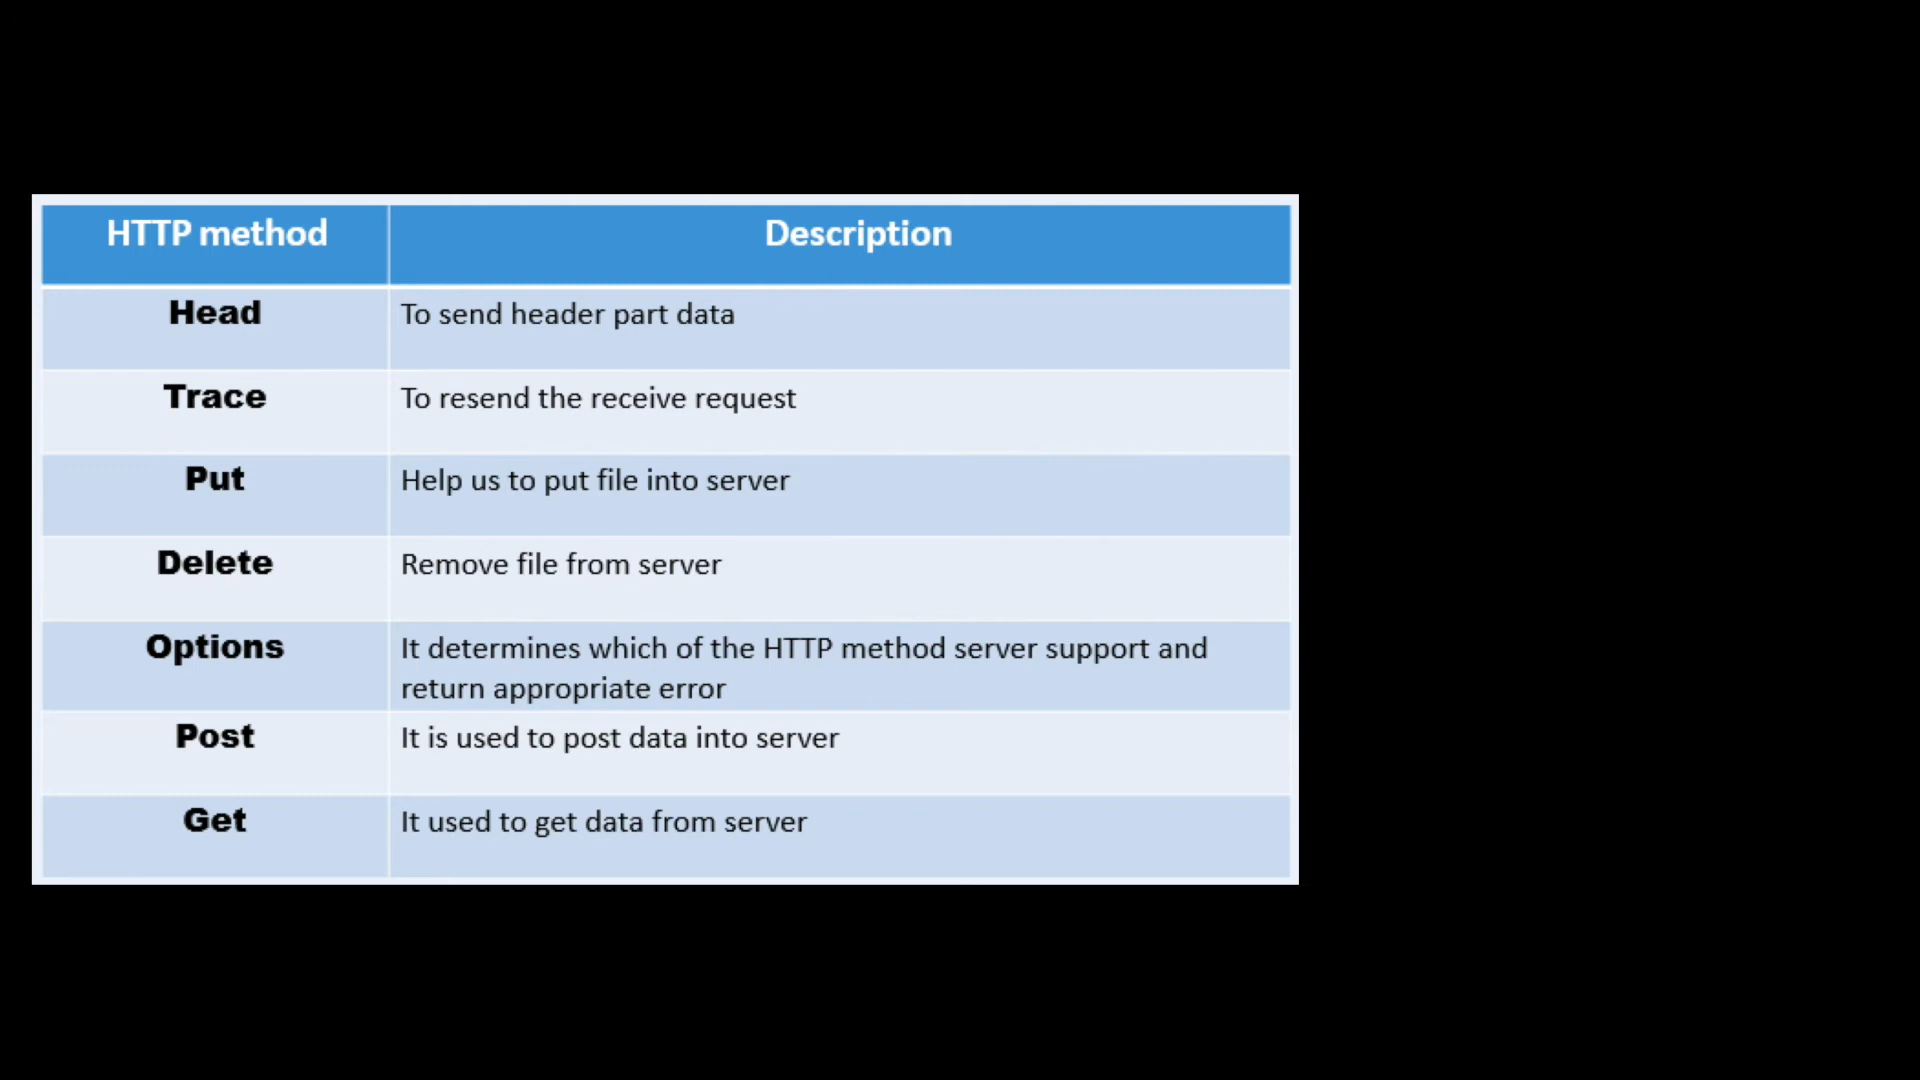 HTTP method Description
Head To send header part data
Trace To resend the receive request
Put Help us to put file into server
Delete Remove file from server
Options It determines which of the HTTP method server support and
return appropriate error
Post It is used to post data into server
Get It used to get data from server